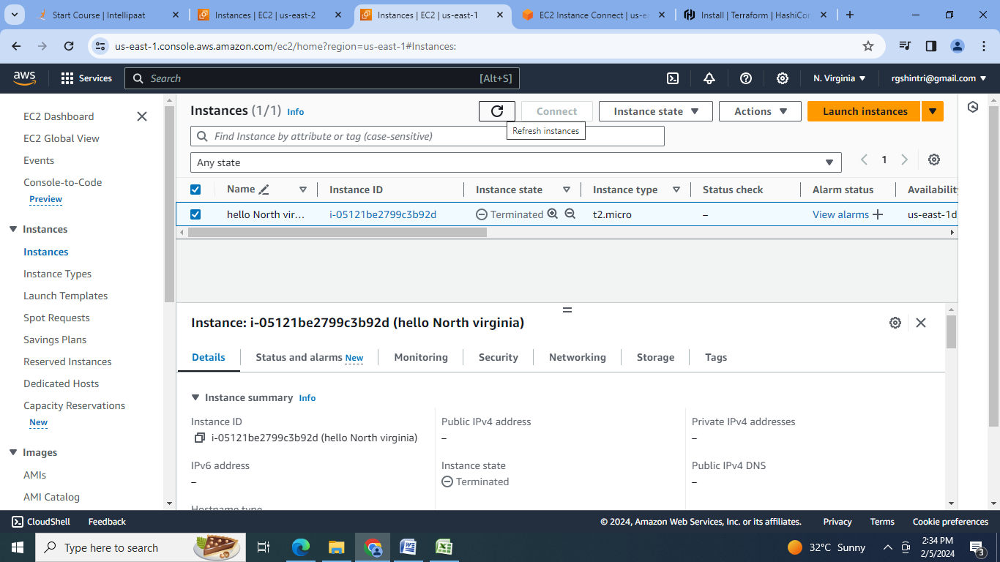 Start Course | Intellipaat
Instances | EC2 | us-east-2
Instances | EC2 | us-east-1
EC2 Instance Connect | us-ea
Install | Terraform | HashiCor
us-east-1.console.aws.amazon.com/ec2/home?region=us-east-1#Instances:
aws
Services
Search
[Alt+S]
N. Virginia
rgshintri@gmail.com
EC2 Dashboard
EC2 Global View
Events
Console-to-Code
Preview
Instances
Instances
Instance Types
Launch Templates
Spot Requests
Savings Plans
Reserved Instances
Dedicated Hosts
Capacity Reservations
New
Images
AMIs
AMI Catalog
Instances (1/1) Info
Connect
Instance state
Actions
Launch instances
Refresh instances
Find Instance by attribute or tag (case-sensitive)
Any state
1
Name
Instance ID
Instance state
Instance type
Status check
Alarm status
Availability
hello North vir...
i-05121be2799c3b92d
Terminated
t2.micro
–
View alarms
us-east-1d
Instance: i-05121be2799c3b92d (hello North virginia)
Details
Status and alarms New
Monitoring
Security
Networking
Storage
Tags
Instance summary Info
Instance ID
i-05121be2799c3b92d (hello North virginia)
Public IPv4 address
–
Private IPv4 addresses
–
IPv6 address
–
Instance state
Terminated
Public IPv4 DNS
–
Hostname type
CloudShell
Feedback
© 2024, Amazon Web Services, Inc. or its affiliates.
Privacy
Terms
Cookie preferences
Type here to search
32°C Sunny
2:34 PM
2/5/2024
3